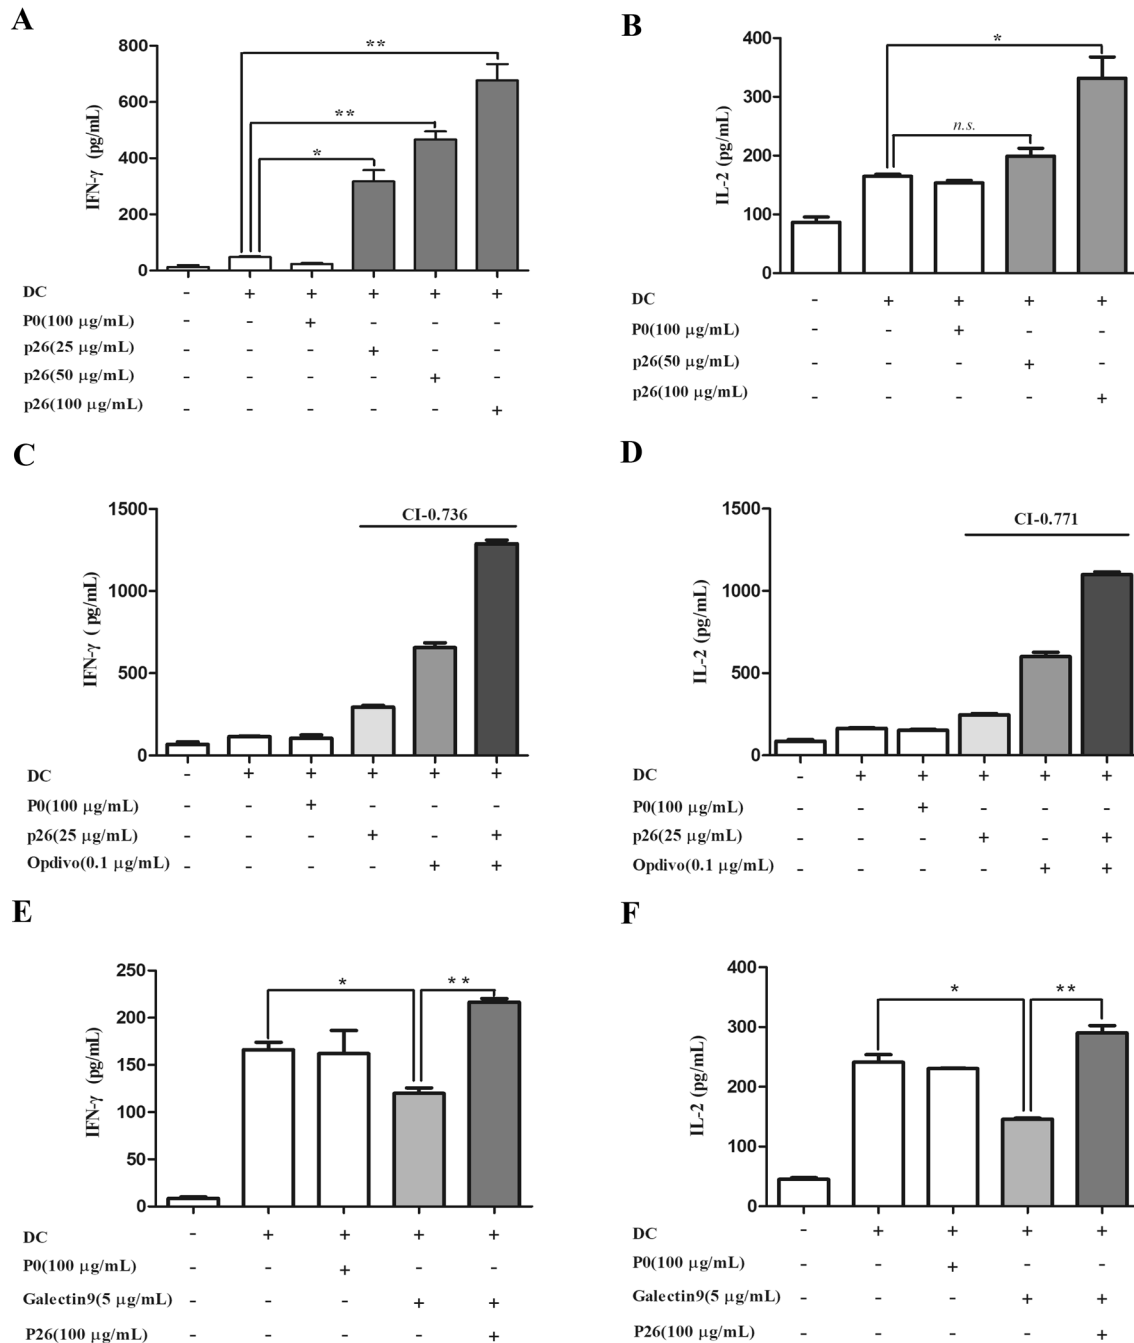 A
IFN-γ (pg/mL)
800
600
400
200
0
**
**
*
DC - + + + + +
P0(100 μg/mL) - - + - - -
p26(25 μg/mL) - - - + - -
p26(50 μg/mL) - - - - + -
p26(100 μg/mL) - - - - - +
B
IL-2 (pg/mL)
400
300
200
100
0
*
n.s.
DC - + + + +
P0(100 μg/mL) - - + - -
p26(50 μg/mL) - - - + -
p26(100 μg/mL) - - - - +
C
IFN-γ ( pg/mL)
1500
1000
500
0
CI-0.736
DC - + + + + +
P0(100 μg/mL) - - + - - -
p26(25 μg/mL) - - - + - +
Opdivo(0.1 μg/mL) - - - - + +
D
IL-2 (pg/mL)
1500
1000
500
0
CI-0.771
DC - + + + + +
P0(100 μg/mL) - - + - - -
p26(25 μg/mL) - - - + - +
Opdivo(0.1 μg/mL) - - - - + +
E
IFN-γ (pg/mL)
250
200
150
100
50
0
* **
DC - + + + +
P0(100 μg/mL) - - + - -
Galectin9(5 μg/mL) - - - + +
P26(100 μg/mL) - - - - +
F
IL-2 (pg/mL)
400
300
200
100
0
* **
DC - + + + +
P0(100 μg/mL) - - + - -
Galectin9(5 μg/mL) - - - + +
P26(100 μg/mL) - - - - +